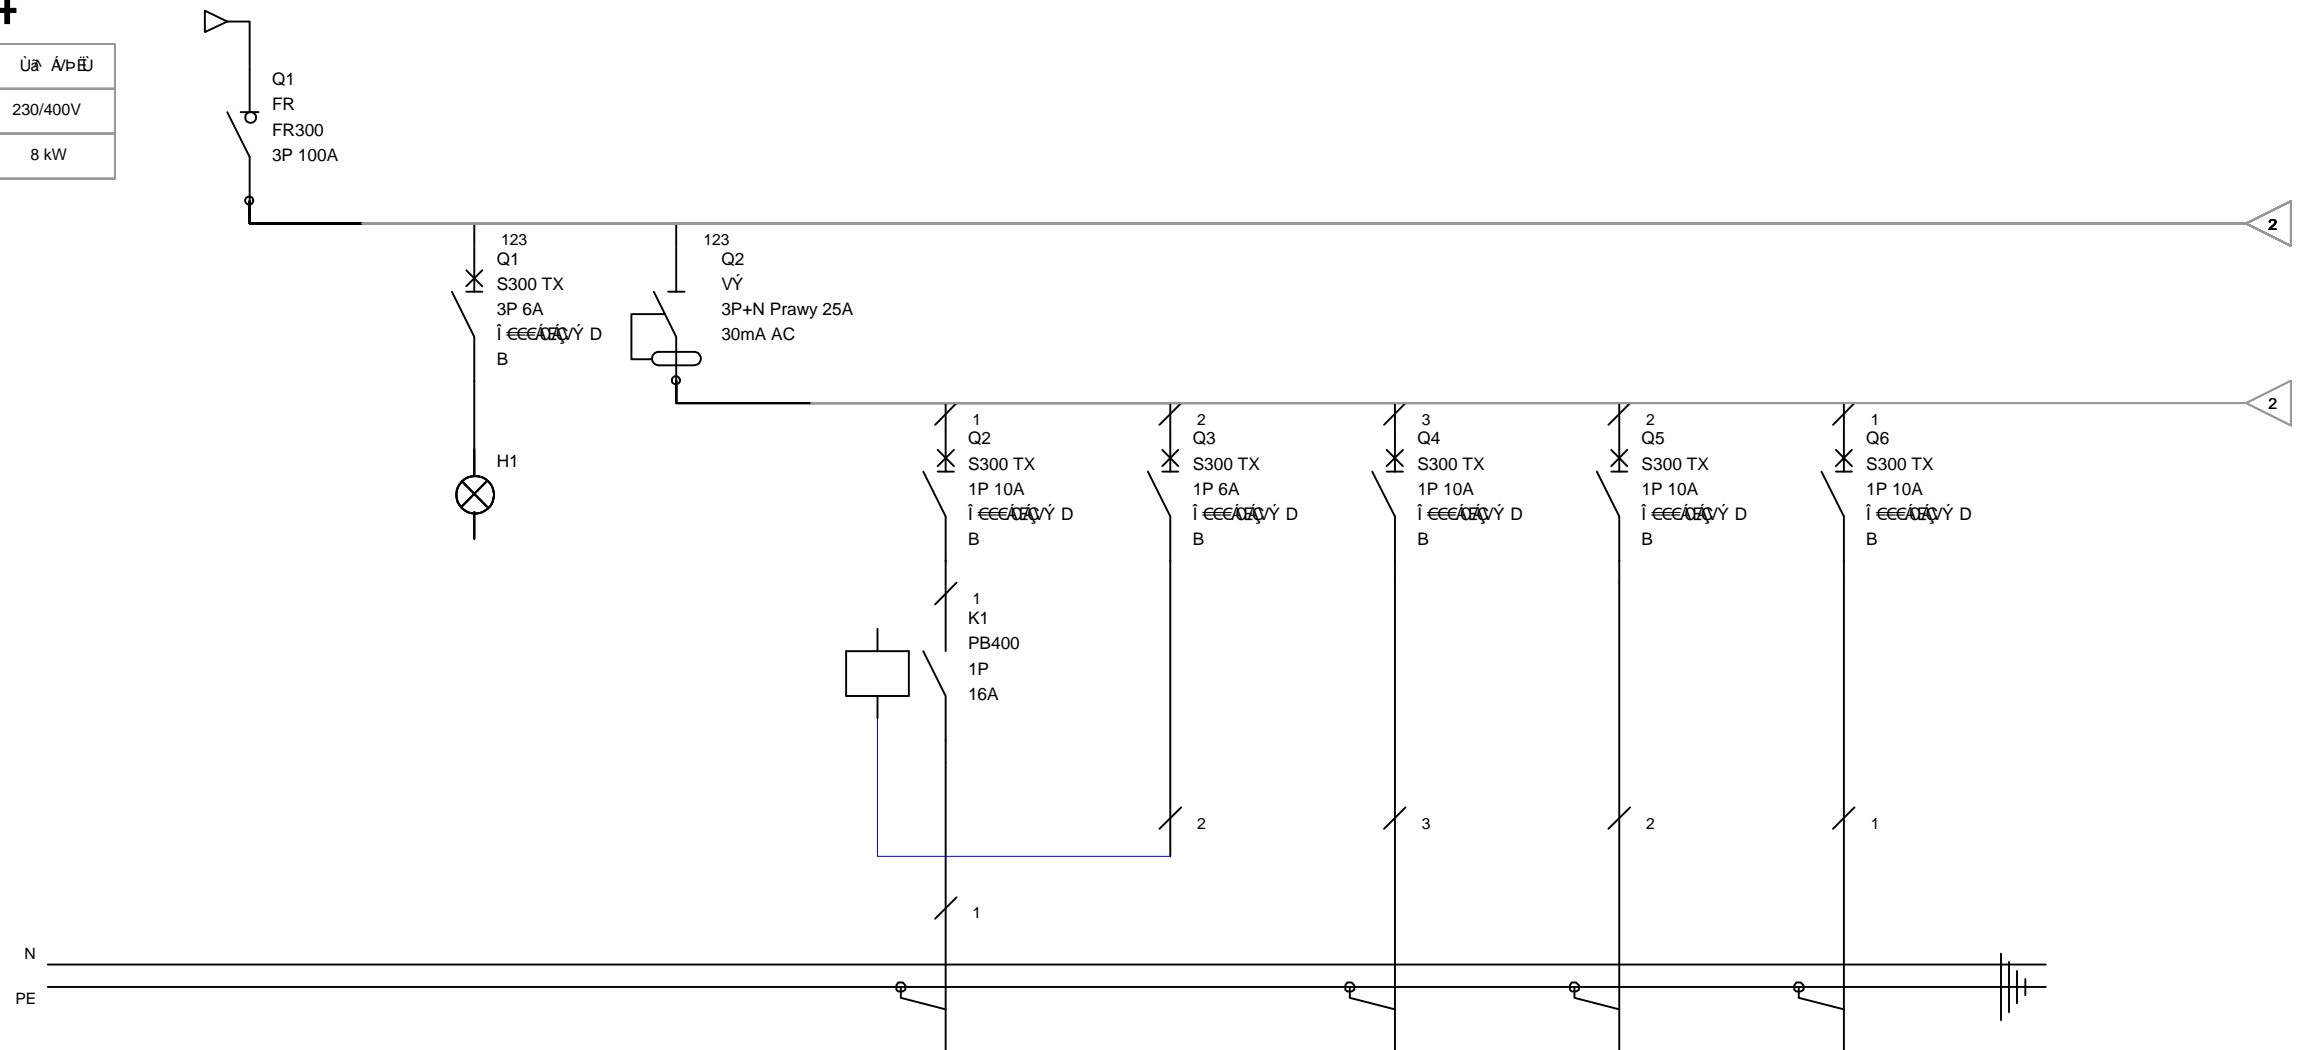 230/400V
8 kW
Q1
FR
FR300
3P 100A
2
123
Q1
S300 TX
3P 6A
B
123
Q2
VÝ
3P+N Prawy 25A
30mA AC
2
H1
1
Q2
S300 TX
1P 10A
B
2
Q3
S300 TX
1P 6A
B
3
Q4
S300 TX
1P 10A
B
2
Q5
S300 TX
1P 10A
B
1
Q6
S300 TX
1P 10A
B
1
K1
PB400
1P
16A
2
3
2
1
1
N
PE